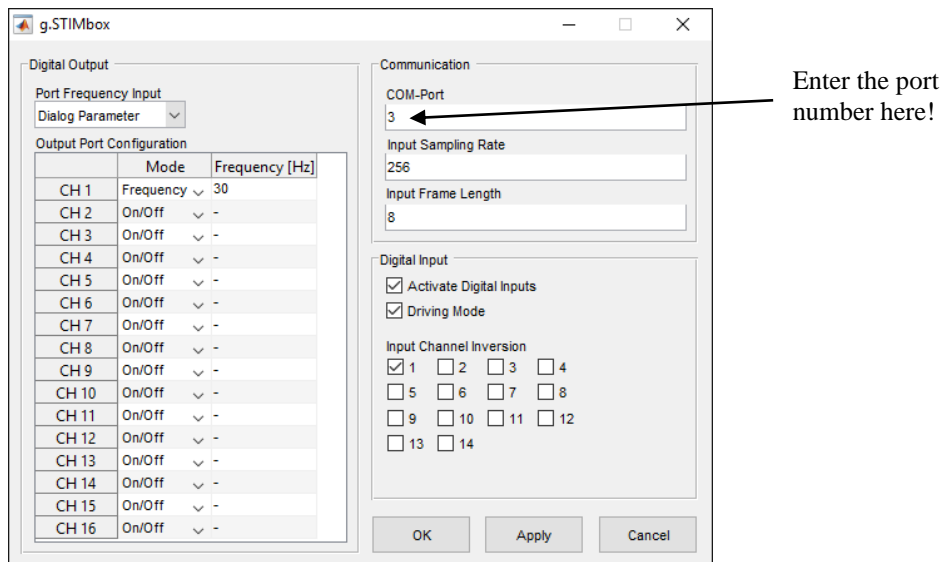 g.STIMbox
Digital Output
Port Frequency Input
Dialog Parameter
Output Port Configuration
Mode Frequency [Hz]
CH 1 Frequency 30
CH 2 On/Off -
CH 3 On/Off -
CH 4 On/Off -
CH 5 On/Off -
CH 6 On/Off -
CH 7 On/Off -
CH 8 On/Off -
CH 9 On/Off -
CH 10 On/Off -
CH 11 On/Off -
CH 12 On/Off -
CH 13 On/Off -
CH 14 On/Off -
CH 15 On/Off -
CH 16 On/Off -
Communication
COM-Port
3
Input Sampling Rate
256
Input Frame Length
8
Digital Input
Activate Digital Inputs
Driving Mode
Input Channel Inversion
1 2 3 4
5 6 7 8
9 10 11 12
13 14
OK Apply Cancel
Enter the port
number here!